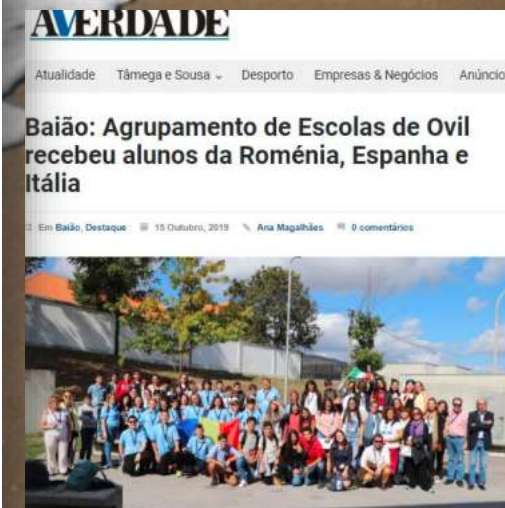 AVERDADE
Atualidade Tâmega e Sousa Desporto Empresas & Negócios Anúncio
Baião: Agrupamento de Escolas de Ovil
recebeu alunos da Roménia, Espanha e
Itália
Em Baião, Destaque 15 Outubro, 2019 Ana Magalhães 0 comentários